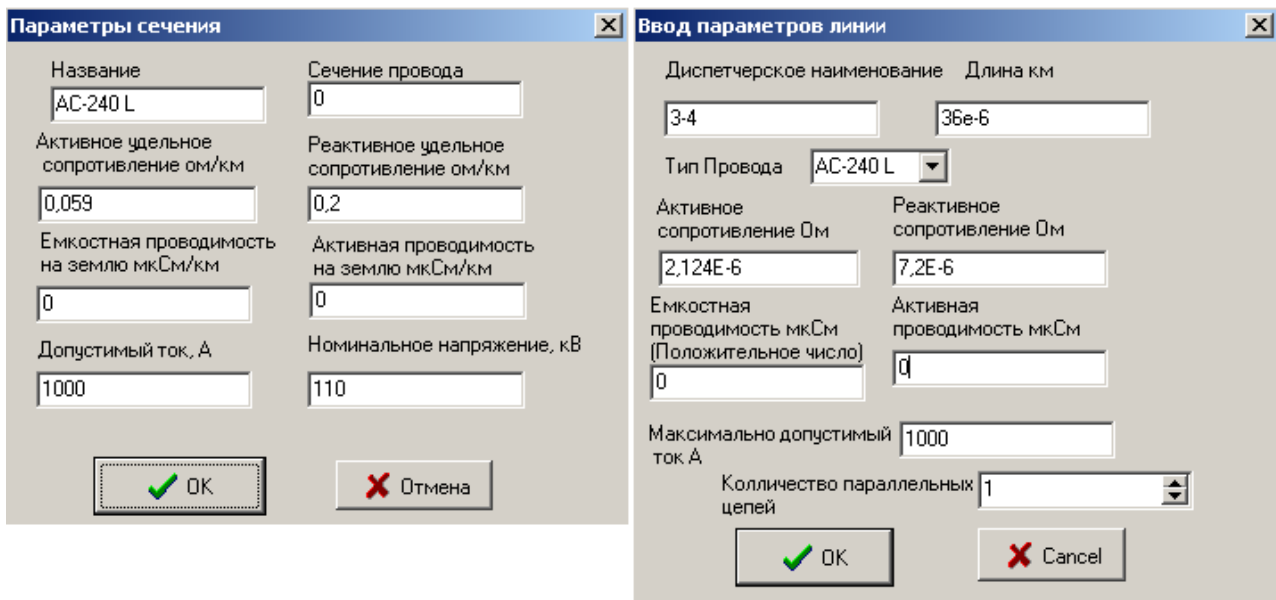 Параметры сечения
Название
Сечение провода
АС-240 L
0
Активное удельное
сопротивление ом/км
Реактивное удельное
сопротивление ом/км
0,059
0,2
Емкостная проводимость
на землю мкСм/км
Активная проводимость
на землю мкСм/км
0
0
Допустимый ток, А
Номинальное напряжение, кВ
1000
110
OK
Отмена
Ввод параметров линии
Диспетчерское наименование
Длина км
3-4
36e-6
Тип Провода
АС-240 L
Активное
сопротивление Ом
Реактивное
сопротивление Ом
2,124E-6
7,2E-6
Емкостная
проводимость мкСм
(Положительное число)
Активная
проводимость мкСм
0
0
Максимально допустимый
ток А
1000
Колличество параллельных
цепей
1
OK
Cancel